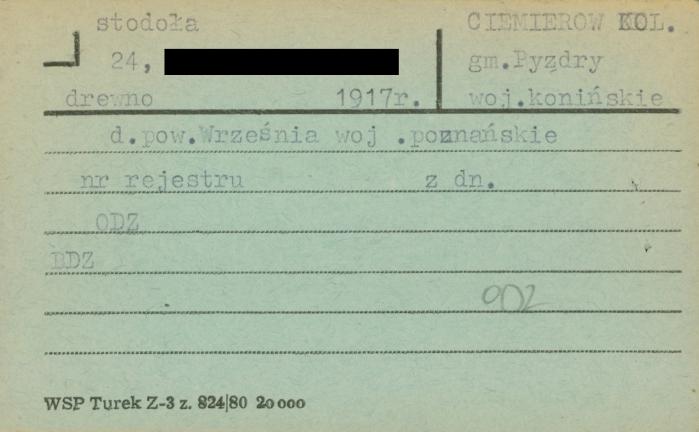 stodoła
CIEMIEROW KOL.
24,
gm.Pyzdry
drewno 1917r.
woj.konińskie
d.pow.Września woj .poznańskie
nr rejestru z dn.
ODZ
BDZ
902
WSP Turek Z-3 z. 824/80 20 000